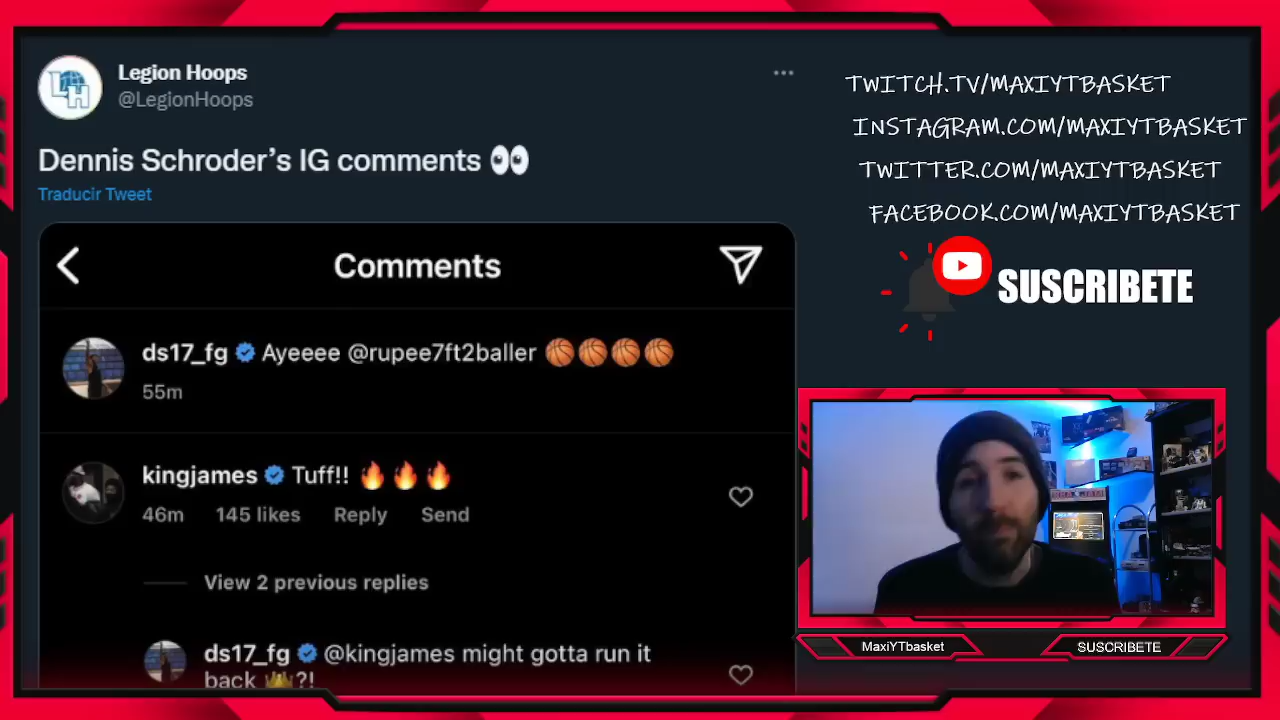 Legion Hoops
@LegionHoops
Dennis Schroder’s IG comments 👀
Traducir Tweet
Comments
ds17_fg Ayeeee @rupee7ft2baller 🏀🏀🏀🏀
55m
kingjames Tuff!! 🔥🔥🔥
46m 145 likes Reply Send
View 2 previous replies
ds17_fg @kingjames might gotta run it
back 👑?!
TWITCH.TV/MAXIYTBASKET
INSTAGRAM.COM/MAXIYTBASKET
TWITTER.COM/MAXIYTBASKET
FACEBOOK.COM/MAXIYTBASKET
SUSCRIBETE
MaxiYTbasket
SUSCRIBETE